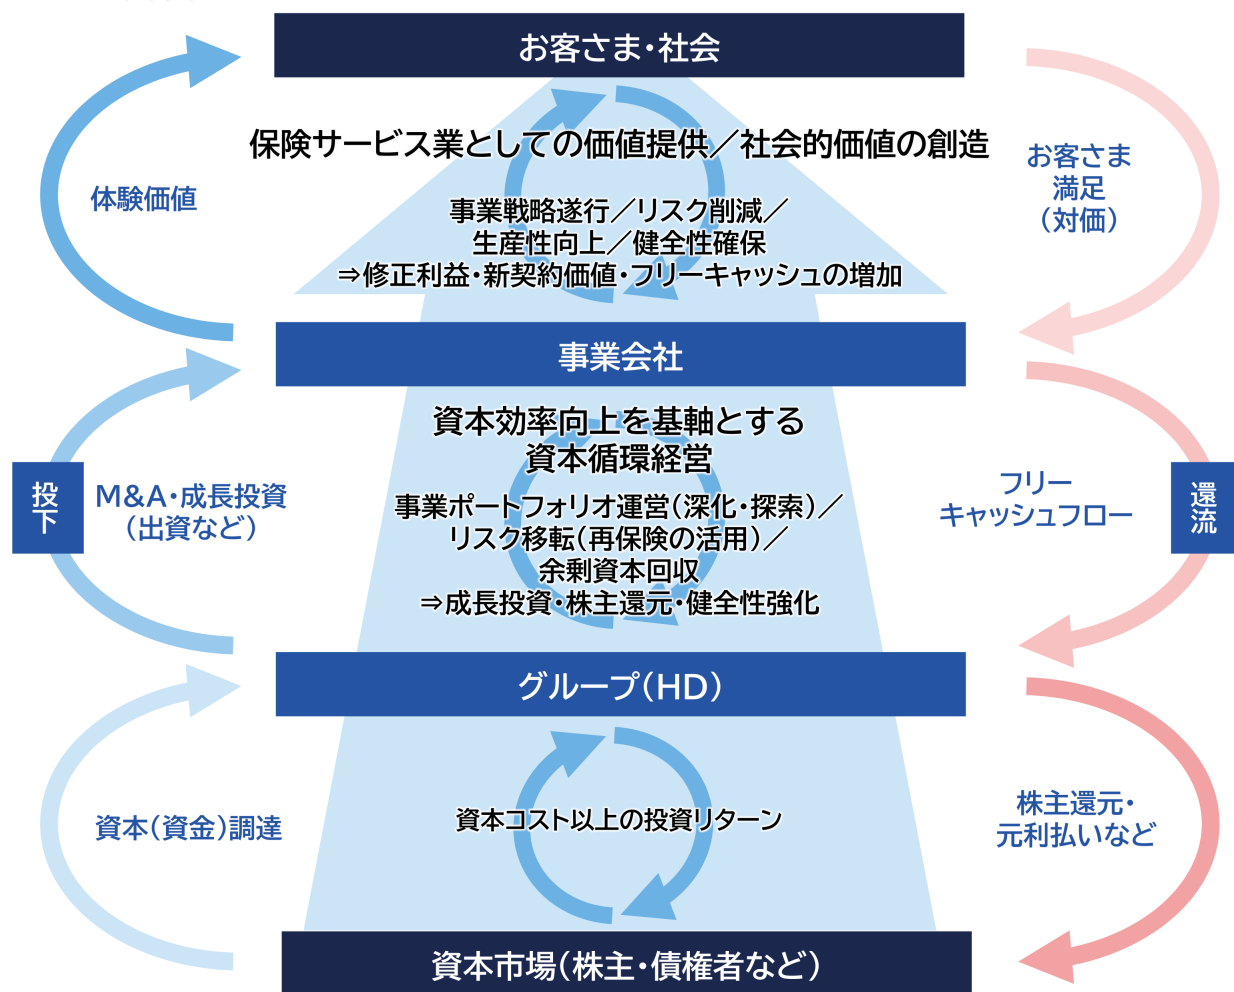 お客さま・社会
保険サービス業としての価値提供／社会的価値の創造
体験価値
事業戦略遂行／リスク削減／
生産性向上／健全性確保
⇒修正利益・新契約価値・フリーキャッシュの増加
お客さま
満足
（対価）
事業会社
資本効率向上を基軸とする
資本循環経営
投下
M&A・成長投資
（出資など）
事業ポートフォリオ運営（深化・探索）／
リスク移転（再保険の活用）／
余剰資本回収
⇒成長投資・株主還元・健全性強化
フリー
キャッシュフロー
還流
グループ（HD）
資本（資金）調達
資本コスト以上の投資リターン
株主還元・
元利払いなど
資本市場（株主・債権者など）